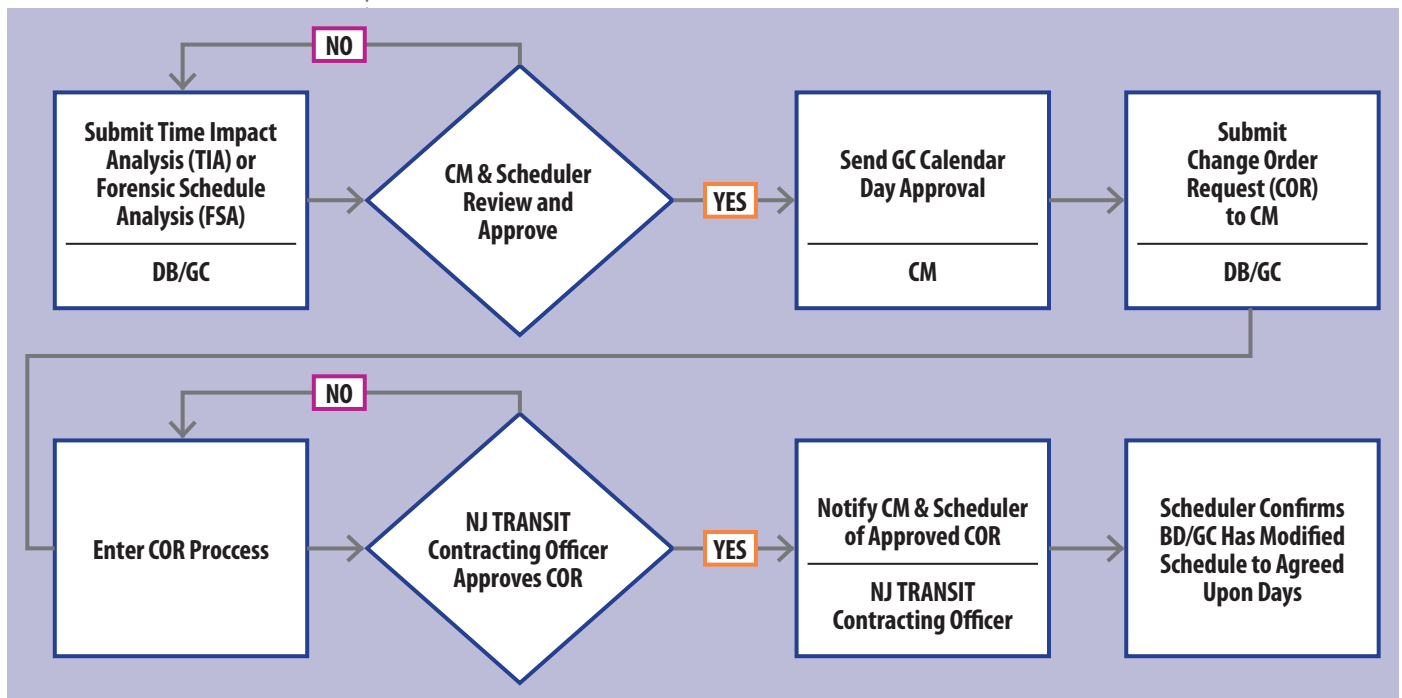 NO
Submit Time Impact
Analysis (TIA) or
Forensic Schedule
Analysis (FSA)
DB/GC
CM & Scheduler
Review and
Approve
YES
Send GC Calendar
Day Approval
CM
Submit
Change Order
Request (COR)
to CM
DB/GC
NO
Enter COR Proccess
NJ TRANSIT
Contracting Officer
Approves COR
YES
Notify CM & Scheduler
of Approved COR
NJ TRANSIT
Contracting Officer
Scheduler Confirms
BD/GC Has Modified
Schedule to Agreed
Upon Days